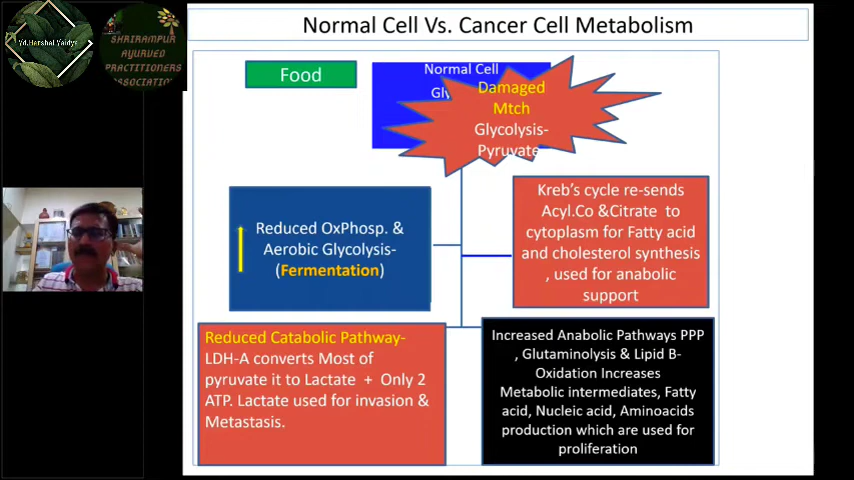 Normal Cell Vs. Cancer Cell Metabolism
Yd.Harshal Vaidya
SHRIRAMPUR
AYURVED
PRACTITIONERS
ASSOCIATION
Food
Normal Cell
Damaged
Mtch
Glycolysis-
Pyruvate
Reduced OxPhosp. &
Aerobic Glycolysis-
(Fermentation)
Kreb's cycle re-sends
Acyl.Co &Citrate to
cytoplasm for Fatty acid
and cholesterol synthesis
, used for anabolic
support
Reduced Catabolic Pathway-
LDH-A converts Most of
pyruvate it to Lactate + Only 2
ATP. Lactate used for invasion &
Metastasis.
Increased Anabolic Pathways PPP
, Glutaminolysis & Lipid B-
Oxidation Increases
Metabolic intermediates, Fatty
acid, Nucleic acid, Aminoacids
production which are used for
proliferation